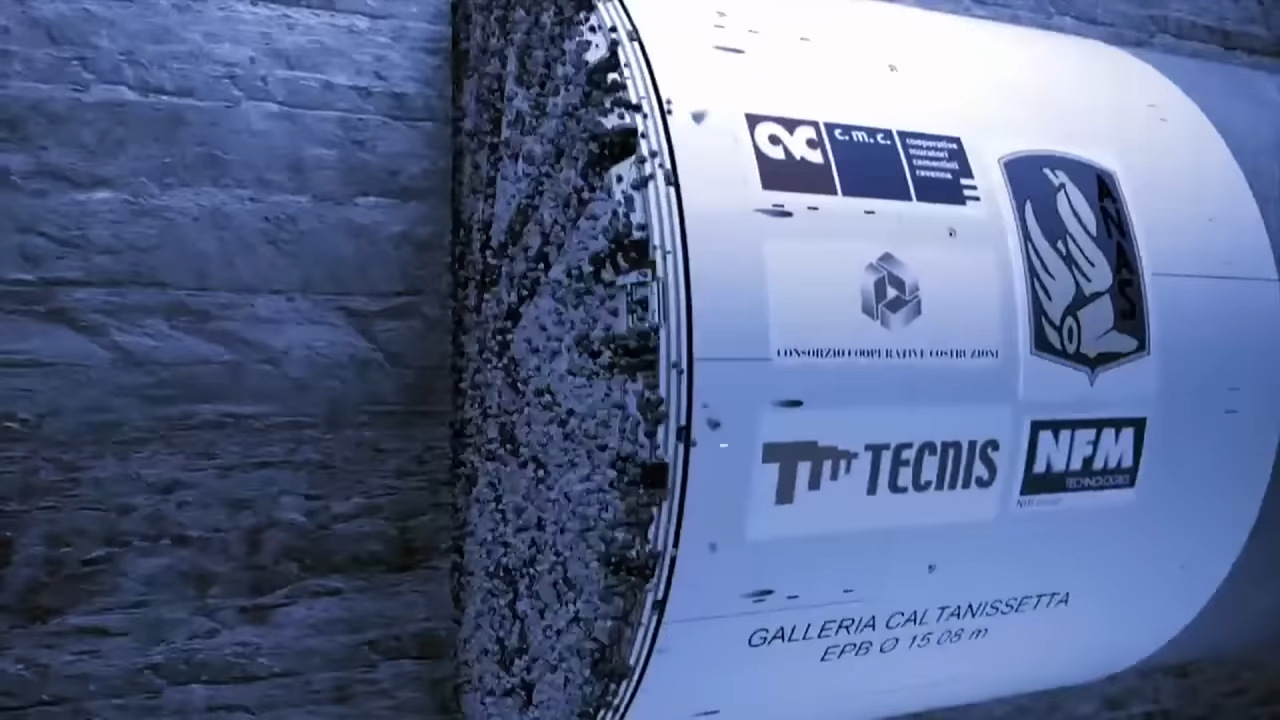 c. m. c.
cooperativa
muratori
cementisti
ravenna
ANAS
CONSORZIO COOPERATIVE COSTRUZIONI
TECNIS
NFM
TECHNOLOGIES
GALLERIA CALTANISSETTA
EPB Ø 15.08 m